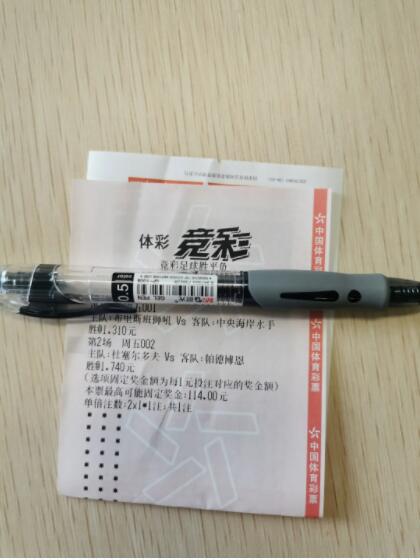 体彩 竞彩
竞彩足球胜平负
0.5
GEL PEN
五001
主队:布里斯班狮吼 Vs 客队:中央海岸水手
胜@1.310元
第2场 周五002
主队:杜塞尔多夫 Vs 客队:帕德博恩
胜@1.740元
(选项固定奖金额为每1元投注对应的奖金额)
本票最高可能固定奖金:114.00元
单倍注数:2x1*1注;共1注
中国体育彩票
中国体育彩票
中国体育彩票